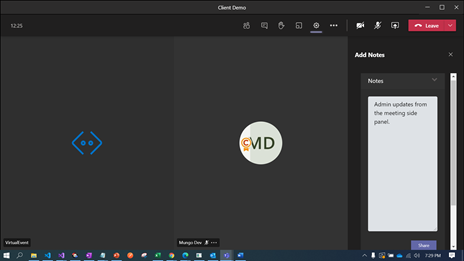 Client Demo
12:25
Leave
Add Notes
Notes
Admin updates from
the meeting side
panel.
C
MD
Share
VirtualEvent
Mungo Dev
7:29 PM